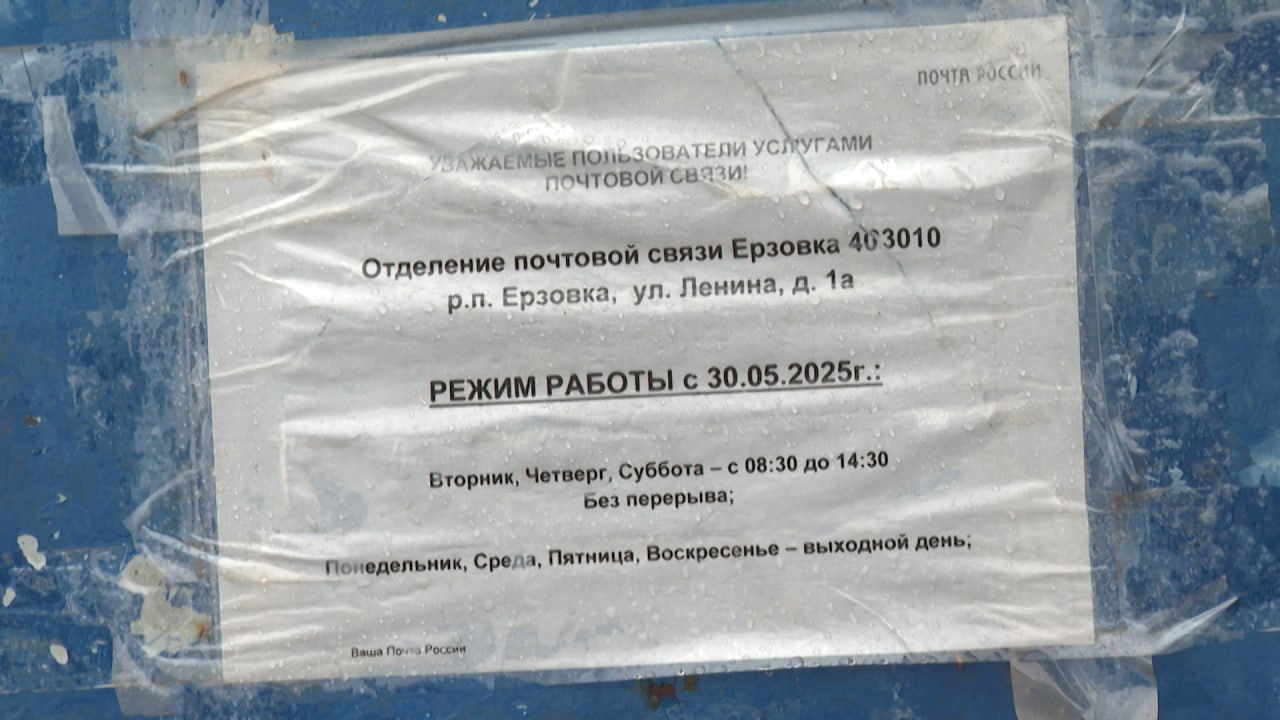 ПОЧТА РОССИИ
УВАЖАЕМЫЕ ПОЛЬЗОВАТЕЛИ УСЛУГАМИ
ПОЧТОВОЙ СВЯЗИ!
Отделение почтовой связи Ерзовка 403010
р.п. Ерзовка, ул. Ленина, д. 1а
РЕЖИМ РАБОТЫ с 30.05.2025г.:
Вторник, Четверг, Суббота – с 08:30 до 14:30
Без перерыва;
Понедельник, Среда, Пятница, Воскресенье – выходной день;
Ваша Почта России